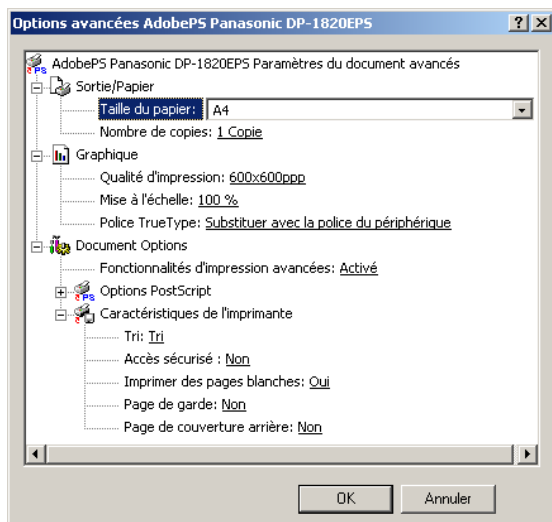 Options avancées AdobePS Panasonic DP-1820EPS
AdobePS Panasonic DP-1820EPS Paramètres du document avancés
Sortie/Papier
Taille du papier: A4
Nombre de copies: 1 Copie
Graphique
Qualité d'impression: 600x600ppp
Mise à l'échelle: 100 %
Police TrueType: Substituer avec la police du périphérique
Document Options
Fonctionnalités d'impression avancées: Activé
Options PostScript
Caractéristiques de l'imprimante
Tri: Tri
Accès sécurisé : Non
Imprimer des pages blanches: Oui
Page de garde: Non
Page de couverture arrière: Non
OK Annuler